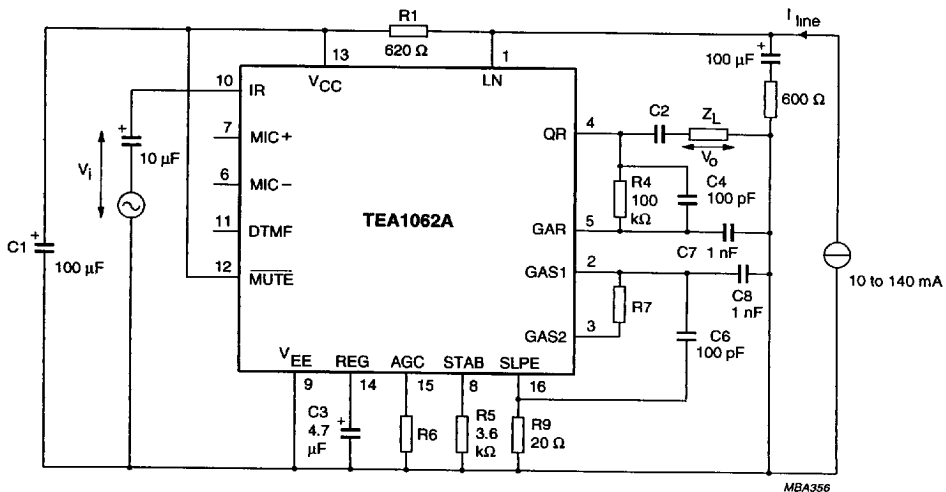 R1
620 Ω
I line
100 μF
600 Ω
13
1
VCC
LN
10
IR
7
MIC+
6
MIC−
11
DTMF
12
MUTE
TEA1062A
Vi
10 μF
C1
100 μF
4
QR
C2
ZL
Vo
R4
100
kΩ
C4
100 pF
5
GAR
C7
1 nF
2
GAS1
C8
1 nF
R7
3
GAS2
C6
100 pF
10 to 140 mA
VEE
REG
AGC
STAB
SLPE
9
14
15
8
16
C3
4.7
μF
R6
R5
3.6
kΩ
R9
20 Ω
MBA356